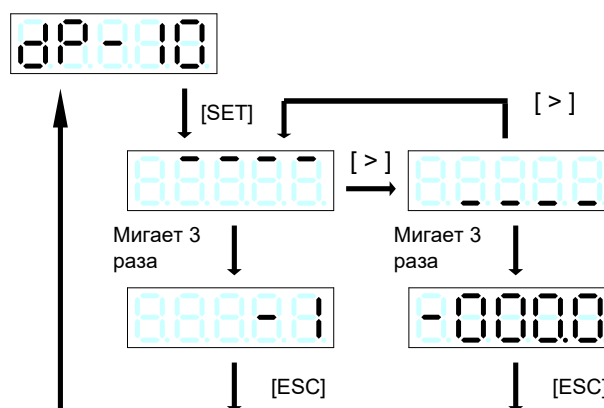 dP-10
[SET]
[ > ]
[ > ]
Мигает 3
раза
Мигает 3
раза
- 1
-000.0
[ESC]
[ESC]